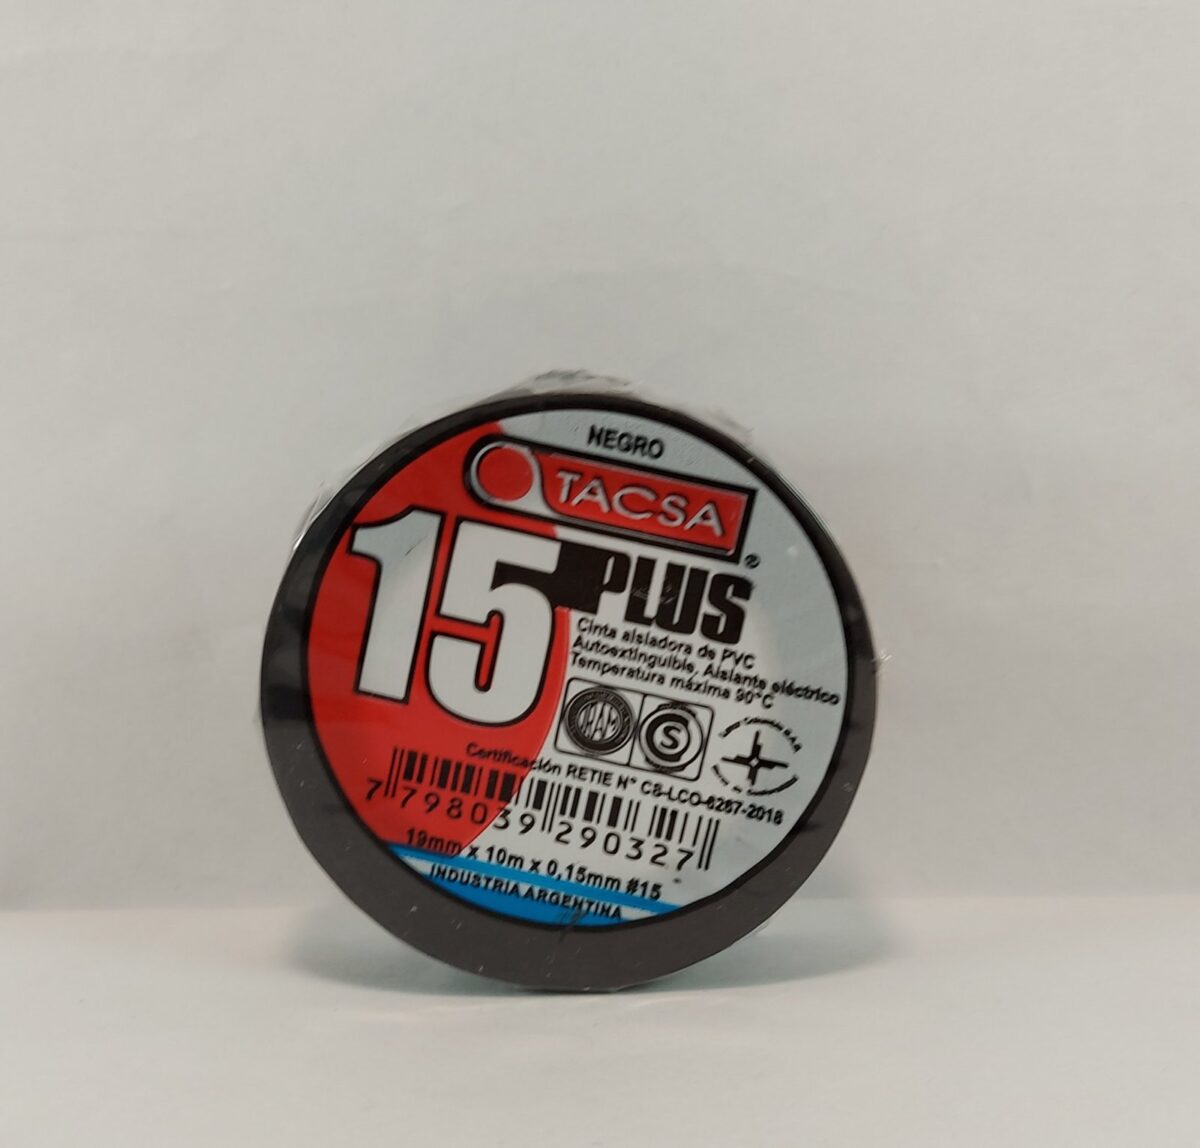 NEGRO
TACSA
®
15 PLUS
Cinta aisladora de PVC
Autoextinguible. Aislante eléctrico
Temperatura máxima 90°C
IRAM
S
Certificación RETIE N° CS-LCO-6267-2018
7 798039 290327
19mm x 10m x 0,15mm #15
INDUSTRIA ARGENTINA